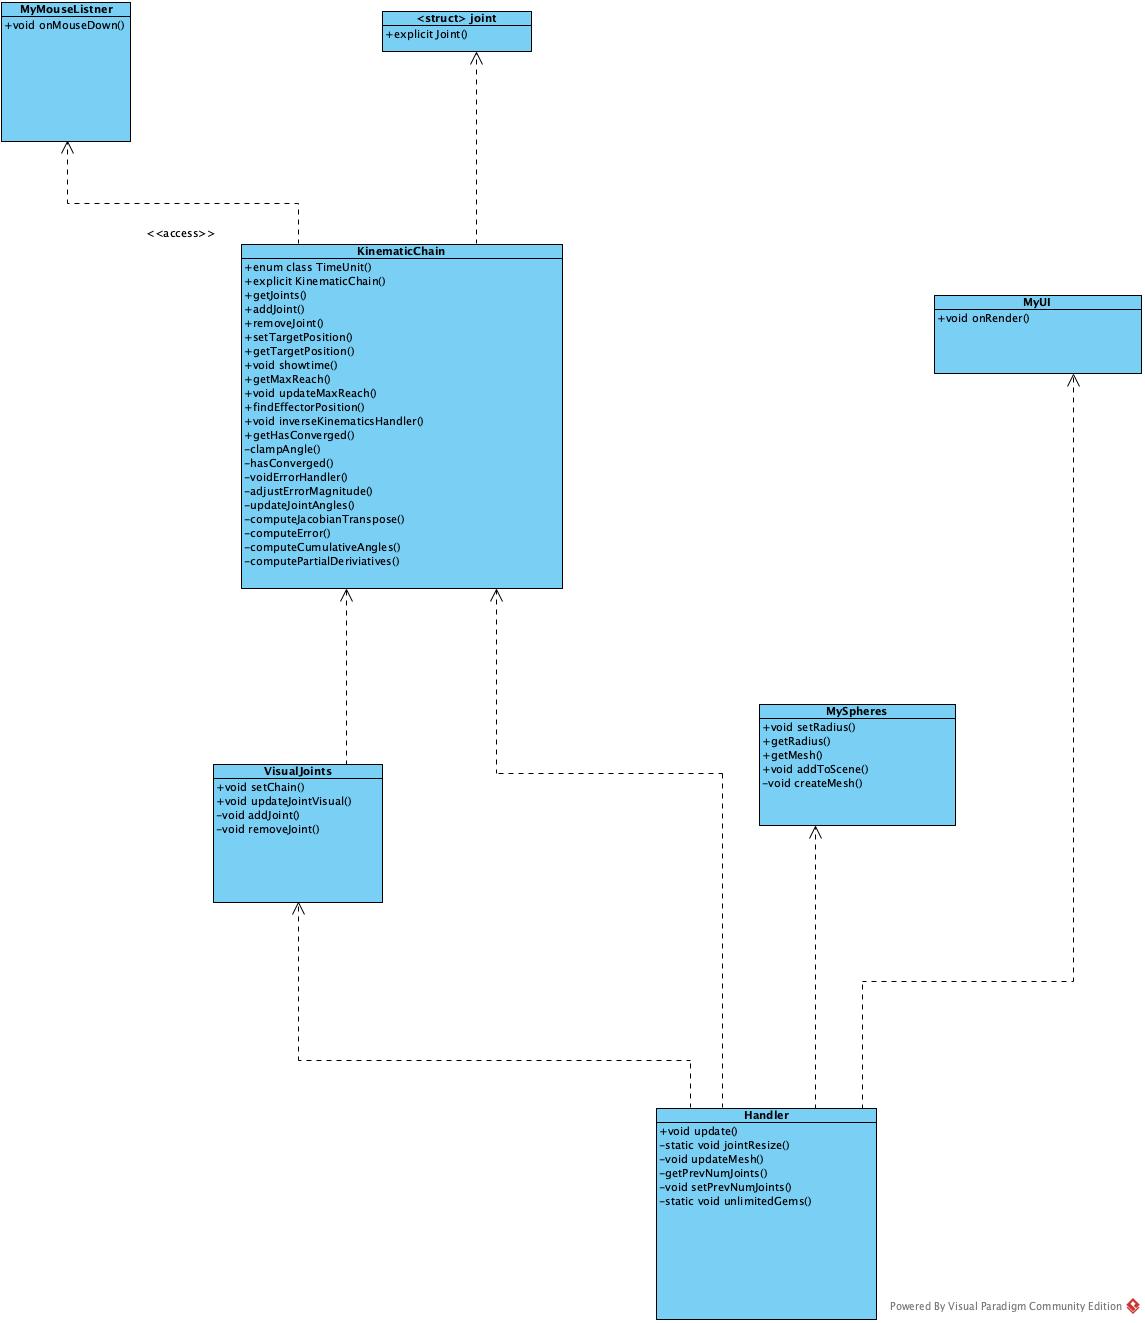 MyMouseListner
+void onMouseDown()
<struct> joint
+explicit Joint()
<<access>>
KinematicChain
+enum class TimeUnit()
+explicit KinematicChain()
+getJoints()
+addJoint()
+removeJoint()
+setTargetPosition()
+getTargetPosition()
+void showtime()
+getMaxReach()
+void updateMaxReach()
+findEffectorPosition()
+void inverseKinematicsHandler()
+getHasConverged()
-clampAngle()
-hasConverged()
-voidErrorHandler()
-adjustErrorMagnitude()
-updateJointAngles()
-computeJacobianTranspose()
-computeError()
-computeCumulativeAngles()
-computePartialDeriviatives()
MyUI
+void onRender()
MySpheres
+void setRadius()
+getRadius()
+getMesh()
+void addToScene()
-void createMesh()
VisualJoints
+void setChain()
+void updateJointVisual()
-void addJoint()
-void removeJoint()
Handler
+void update()
-static void jointResize()
-void updateMesh()
-getPrevNumJoints()
-void setPrevNumJoints()
-static void unlimitedGems()
Powered By Visual Paradigm Community Edition